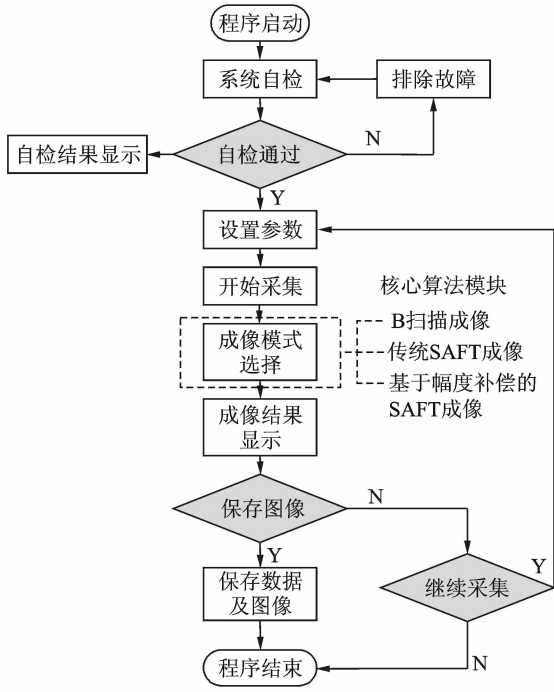 程序启动
系统自检
排除故障
自检结果显示
自检通过
N
Y
设置参数
开始采集
核心算法模块
成像模式
选择
B扫描成像
传统SAFT成像
基于幅度补偿的
SAFT成像
成像结果
显示
保存图像
N
Y
保存数据
及图像
继续采集
Y
N
程序结束